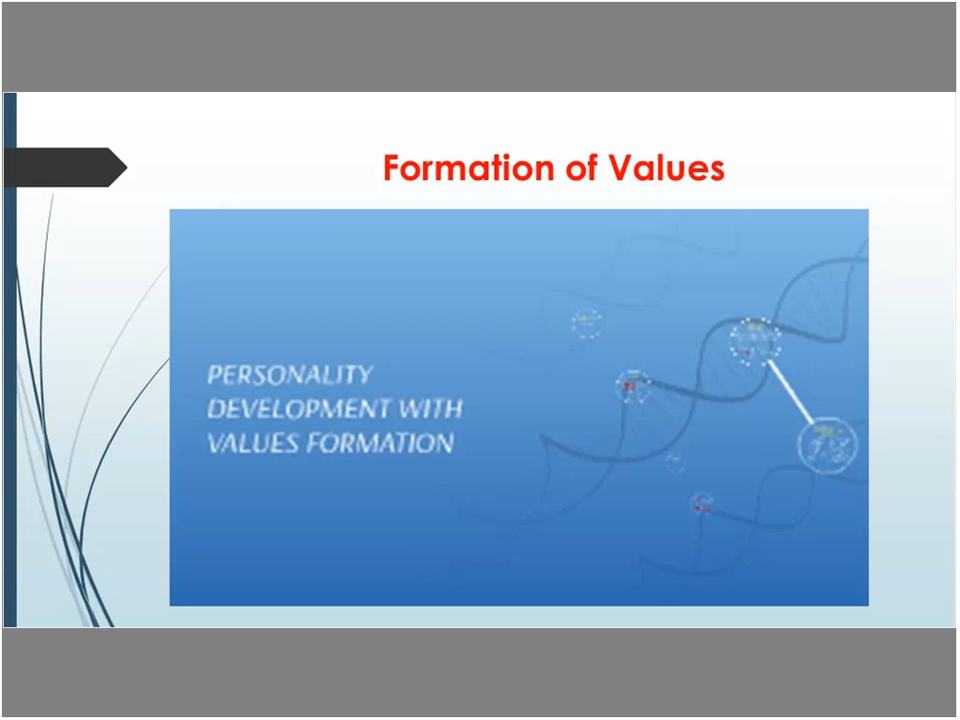 Formation of Values
PERSONALITY
DEVELOPMENT WITH
VALUES FORMATION